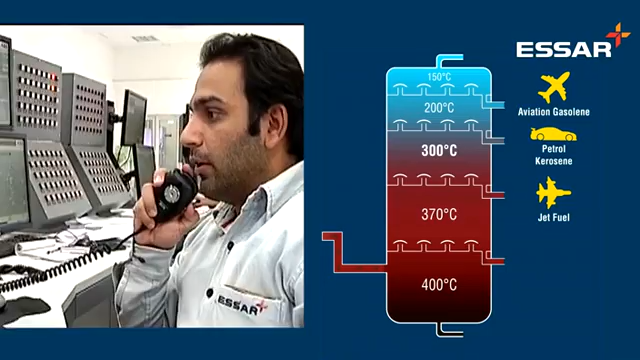 ESSAR
150°C
200°C
Aviation Gasolene
300°C
Petrol
Kerosene
370°C
Jet Fuel
400°C
ESSAR